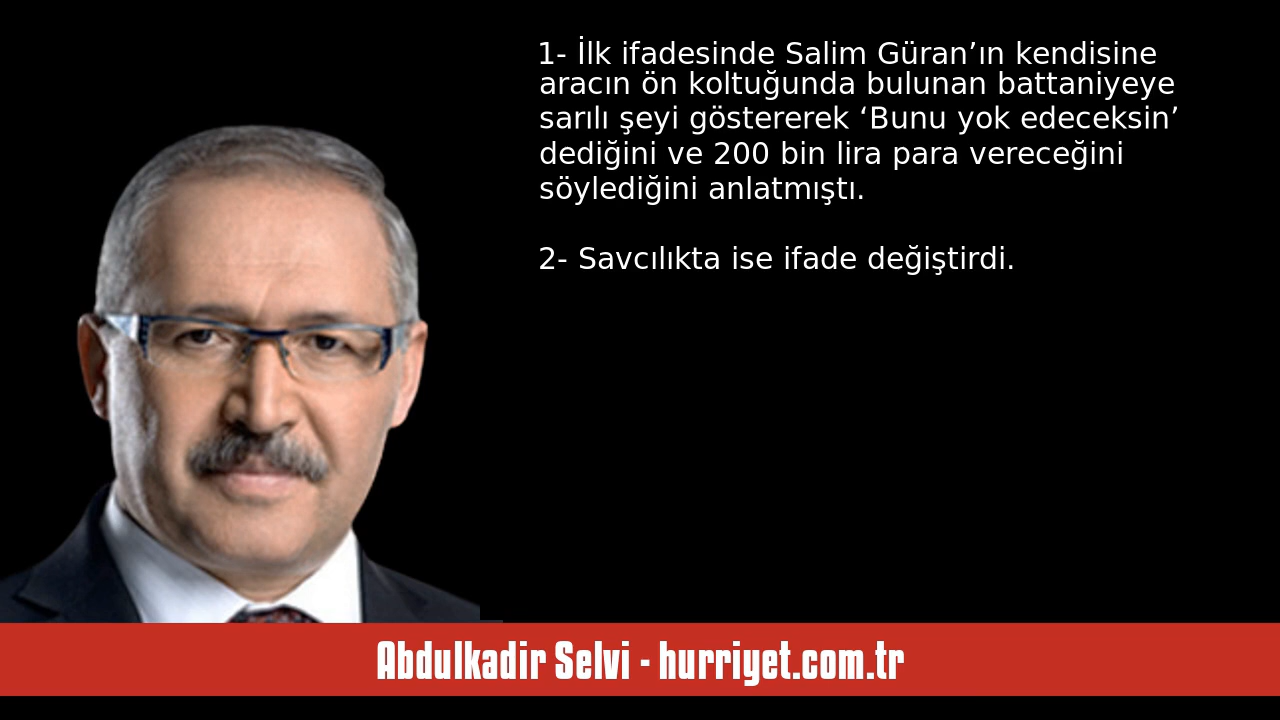 1- İlk ifadesinde Salim Güran’ın kendisine
aracın ön koltuğunda bulunan battaniyeye
sarılı şeyi göstererek ‘Bunu yok edeceksin’
dediğini ve 200 bin lira para vereceğini
söylediğini anlatmıştı.
2- Savcılıkta ise ifade değiştirdi.
Abdulkadir Selvi - hurriyet.com.tr